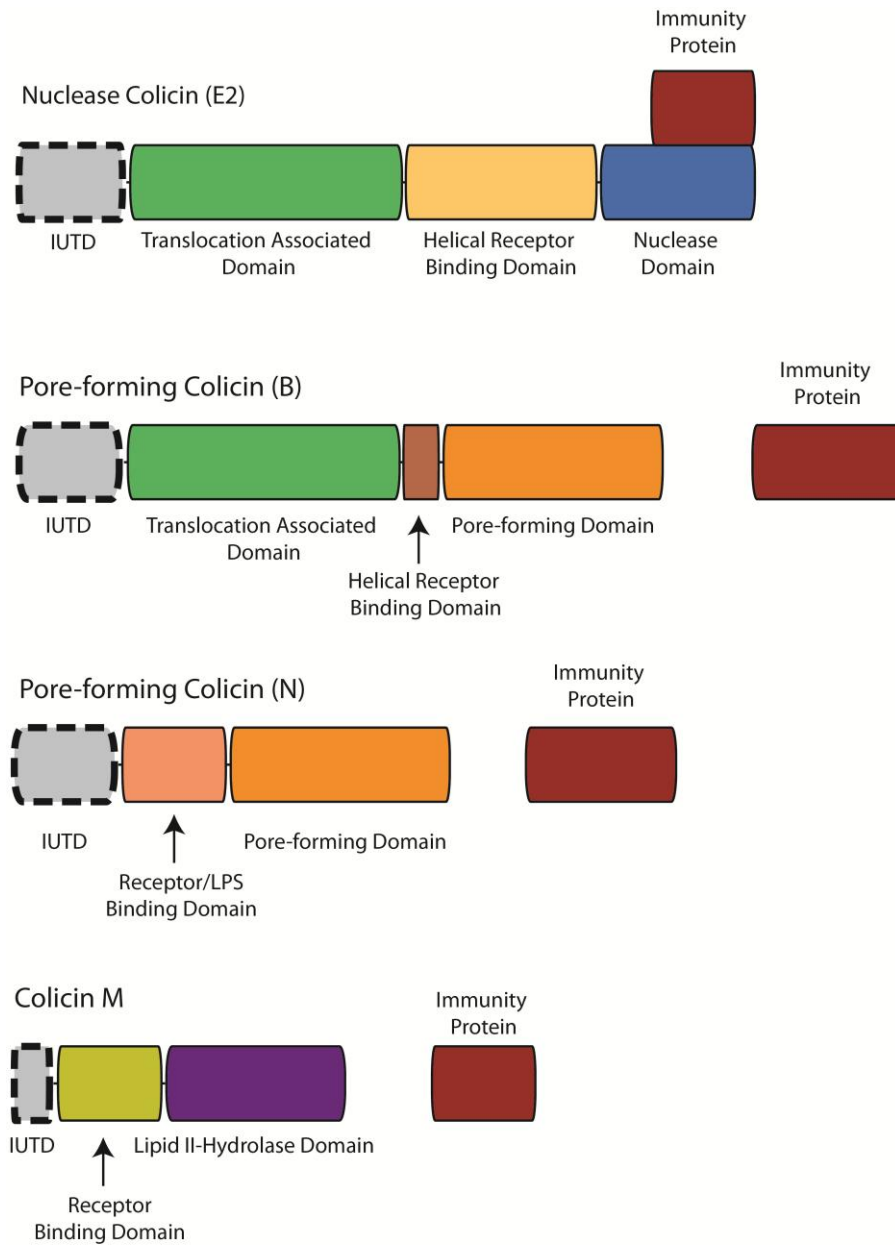 Immunity
Protein
Nuclease Colicin (E2)
IUTD
Translocation Associated
Domain
Helical Receptor
Binding Domain
Nuclease
Domain
Pore-forming Colicin (B)
Immunity
Protein
IUTD
Translocation Associated
Domain
Pore-forming Domain
Helical Receptor
Binding Domain
Pore-forming Colicin (N)
Immunity
Protein
IUTD
Pore-forming Domain
Receptor/LPS
Binding Domain
Colicin M
Immunity
Protein
IUTD
Lipid II-Hydrolase Domain
Receptor
Binding Domain